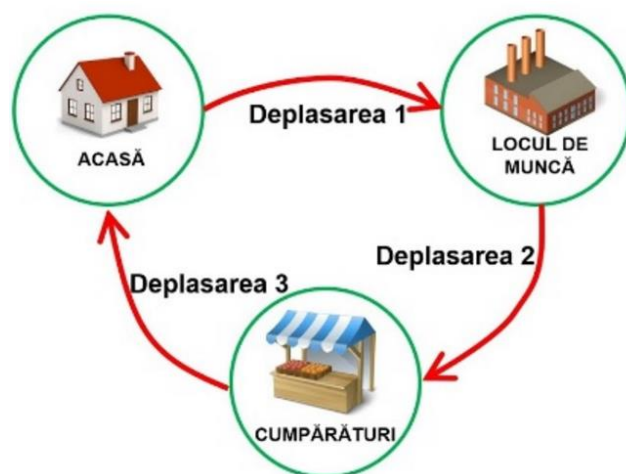 Deplasarea 1
ACASĂ
LOCUL DE
MUNCĂ
Deplasarea 2
Deplasarea 3
CUMPĂRĂTURI